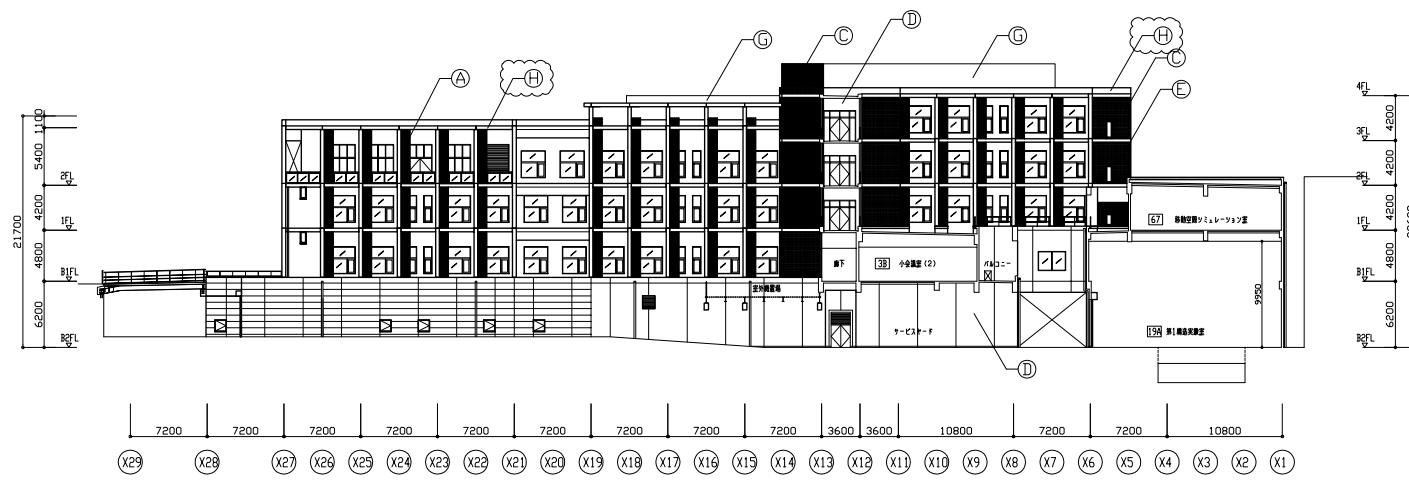 D
G
C
G
H
H
A
C
E
4FL
3FL
2FL
1FL
B1FL
B2FL
4200
4200
4200
4200
4800
6200
2FL
1FL
B1FL
B2FL
1100
5400
4200
4800
6200
21700
67 移動空間シミュレーション室
廊下
3B 小会議室(2)
バルコニー
室外機置場
サービスヤード
19A 第1構造実験室
9950
D
7200 7200 7200 7200 7200 7200 7200 7200 7200 3600 3600 10800 7200 7200 10800
X29 X28 X27 X26 X25 X24 X23 X22 X21 X20 X19 X18 X17 X16 X15 X14 X13 X12 X11 X10 X9 X8 X7 X6 X5 X4 X3 X2 X1